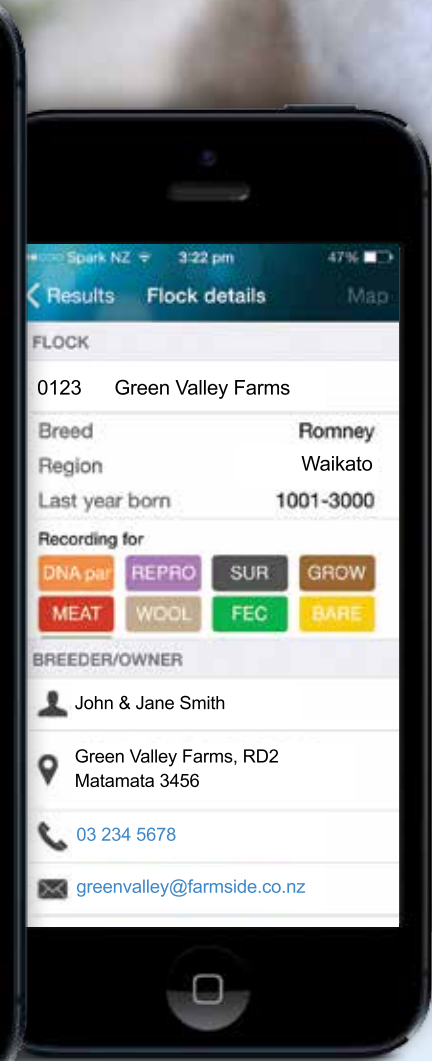 Spark NZ 3:22 pm 47%
Results Flock details Map
FLOCK
0123 Green Valley Farms
Breed Romney
Region Waikato
Last year born 1001-3000
Recording for
DNA par REPRO SUR GROW
MEAT WOOL FEC BARE
BREEDER/OWNER
John & Jane Smith
Green Valley Farms, RD2
Matamata 3456
03 234 5678
greenvalley@farmside.co.nz